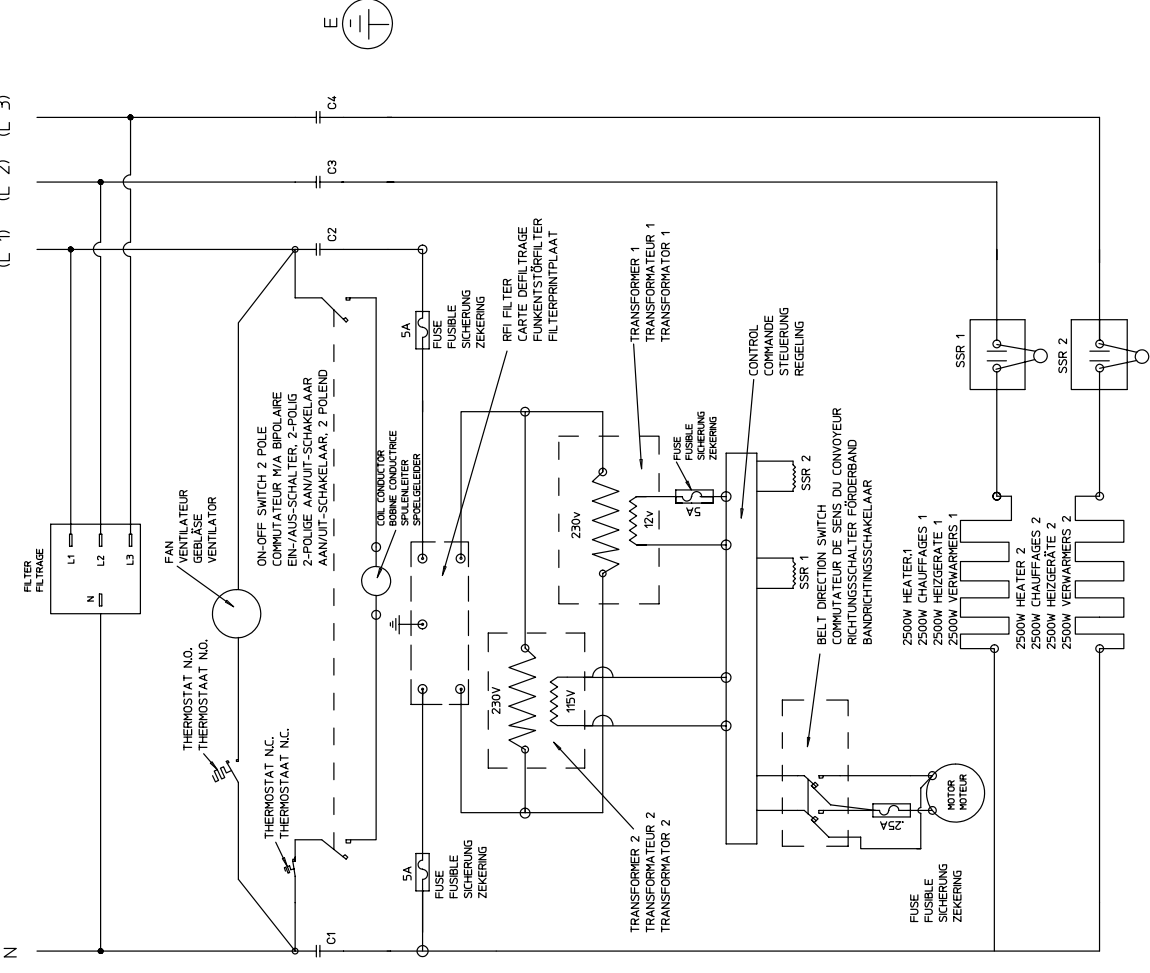 E
(L 3)
(L 2)
(L 1)
N
C4
C3
C2
C1
FILTER
FILTRAGE
L1
L2
L3
N
FAN
VENTILATEUR
GEBLÄSE
VENTILATOR
THERMOSTAT N.O.
THERMOSTAAT N.O.
THERMOSTAT N.C.
THERMOSTAAT N.C.
ON-OFF SWITCH 2 POLE
COMMUTATEUR M/A BIPOLAIRE
EIN-/AUS-SCHALTER, 2-POLIG
2-POLIGE AAN/UIT-SCHAKELAAR
AAN/UIT-SCHAKELAAR, 2 POLEND
COIL CONDUCTOR
BOBINE CONDUCTRICE
SPULENLEITER
SPOELGELEIDER
5A
FUSE
FUSIBLE
SICHERUNG
ZEKERING
5A
FUSE
FUSIBLE
SICHERUNG
ZEKERING
RFI FILTER
CARTE DEFILTRAGE
FUNKENTSTÖRFILTER
FILTERPRINTPLAAT
230V
115V
230v
12v
TRANSFORMER 1
TRANSFORMATEUR 1
TRANSFORMATOR 1
TRANSFORMER 2
TRANSFORMATEUR 2
TRANSFORMATOR 2
FUSE
FUSIBLE
SICHERUNG
ZEKERING
5A
CONTROL
COMMANDE
STEUERUNG
REGELING
SSR 1
SSR 2
BELT DIRECTION SWITCH
COMMUTATEUR DE SENS DU CONVOYEUR
RICHTUNGSSCHALTER FÖRDERBAND
BANDRICHTINGSSCHAKELAAR
.25A
MOTOR
MOTEUR
FUSE
FUSIBLE
SICHERUNG
ZEKERING
SSR 1
SSR 2
2500W HEATER.1
2500W CHAUFFAGES 1
2500W HEIZGERATE 1
2500W VERWARMERS 1
2500W HEATER 2
2500W CHAUFFAGES 2
2500W HEIZGERÄTE 2
2500W VERWARMERS 2